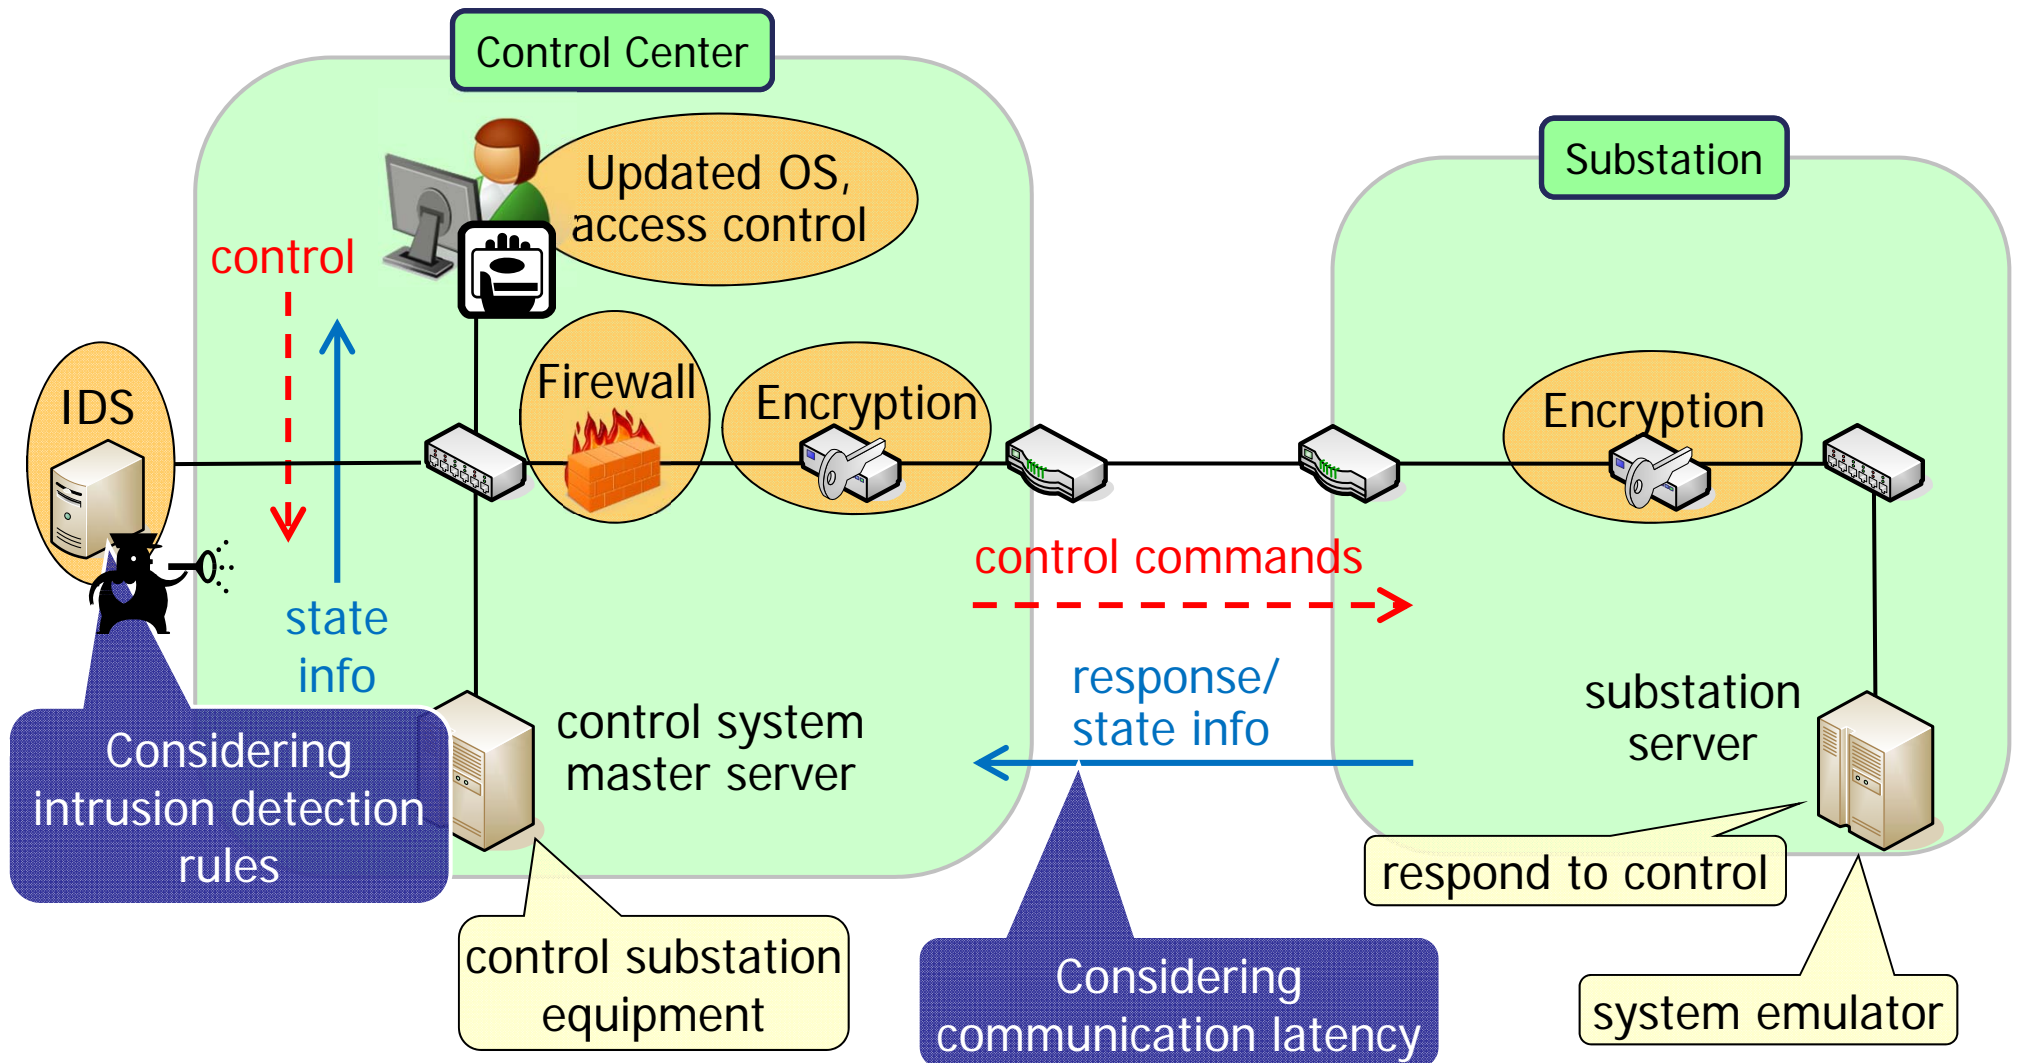 Control Center
Substation
Updated OS,
access control
control
Firewall
IDS
Encryption
Encryption
control commands
state
info
response/
state info
substation
server
control system
master server
Considering
intrusion detection
rules
respond to control
control substation
equipment
Considering
communication latency
system emulator